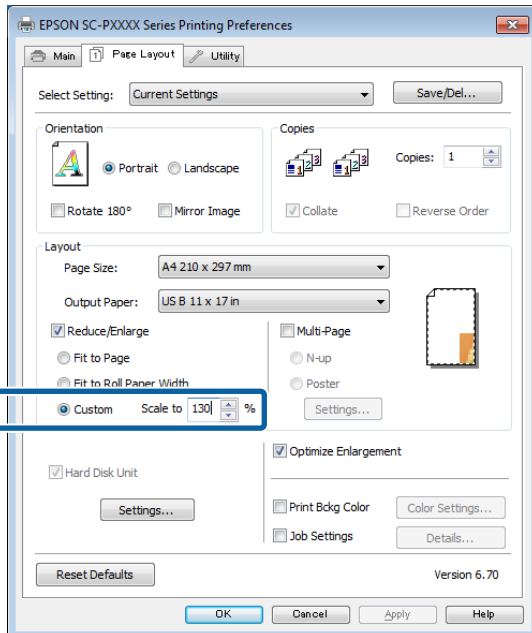 EPSON SC-PXXXX Series Printing Preferences
Main Page Layout Utility
Select Setting: Current Settings Save/Del...
Orientation
Portrait Landscape
Rotate 180° Mirror Image
Copies
Copies: 1
Collate Reverse Order
Layout
Page Size: A4 210 x 297 mm
Output Paper: US B 11 x 17 in
Reduce/Enlarge
Fit to Page
Fit to Roll Paper Width
Custom Scale to 130 %
Multi-Page
N-up
Poster
Settings...
Optimize Enlargement
Hard Disk Unit
Settings...
Print Bckg Color Color Settings...
Job Settings Details...
Reset Defaults Version 6.70
OK Cancel Apply Help